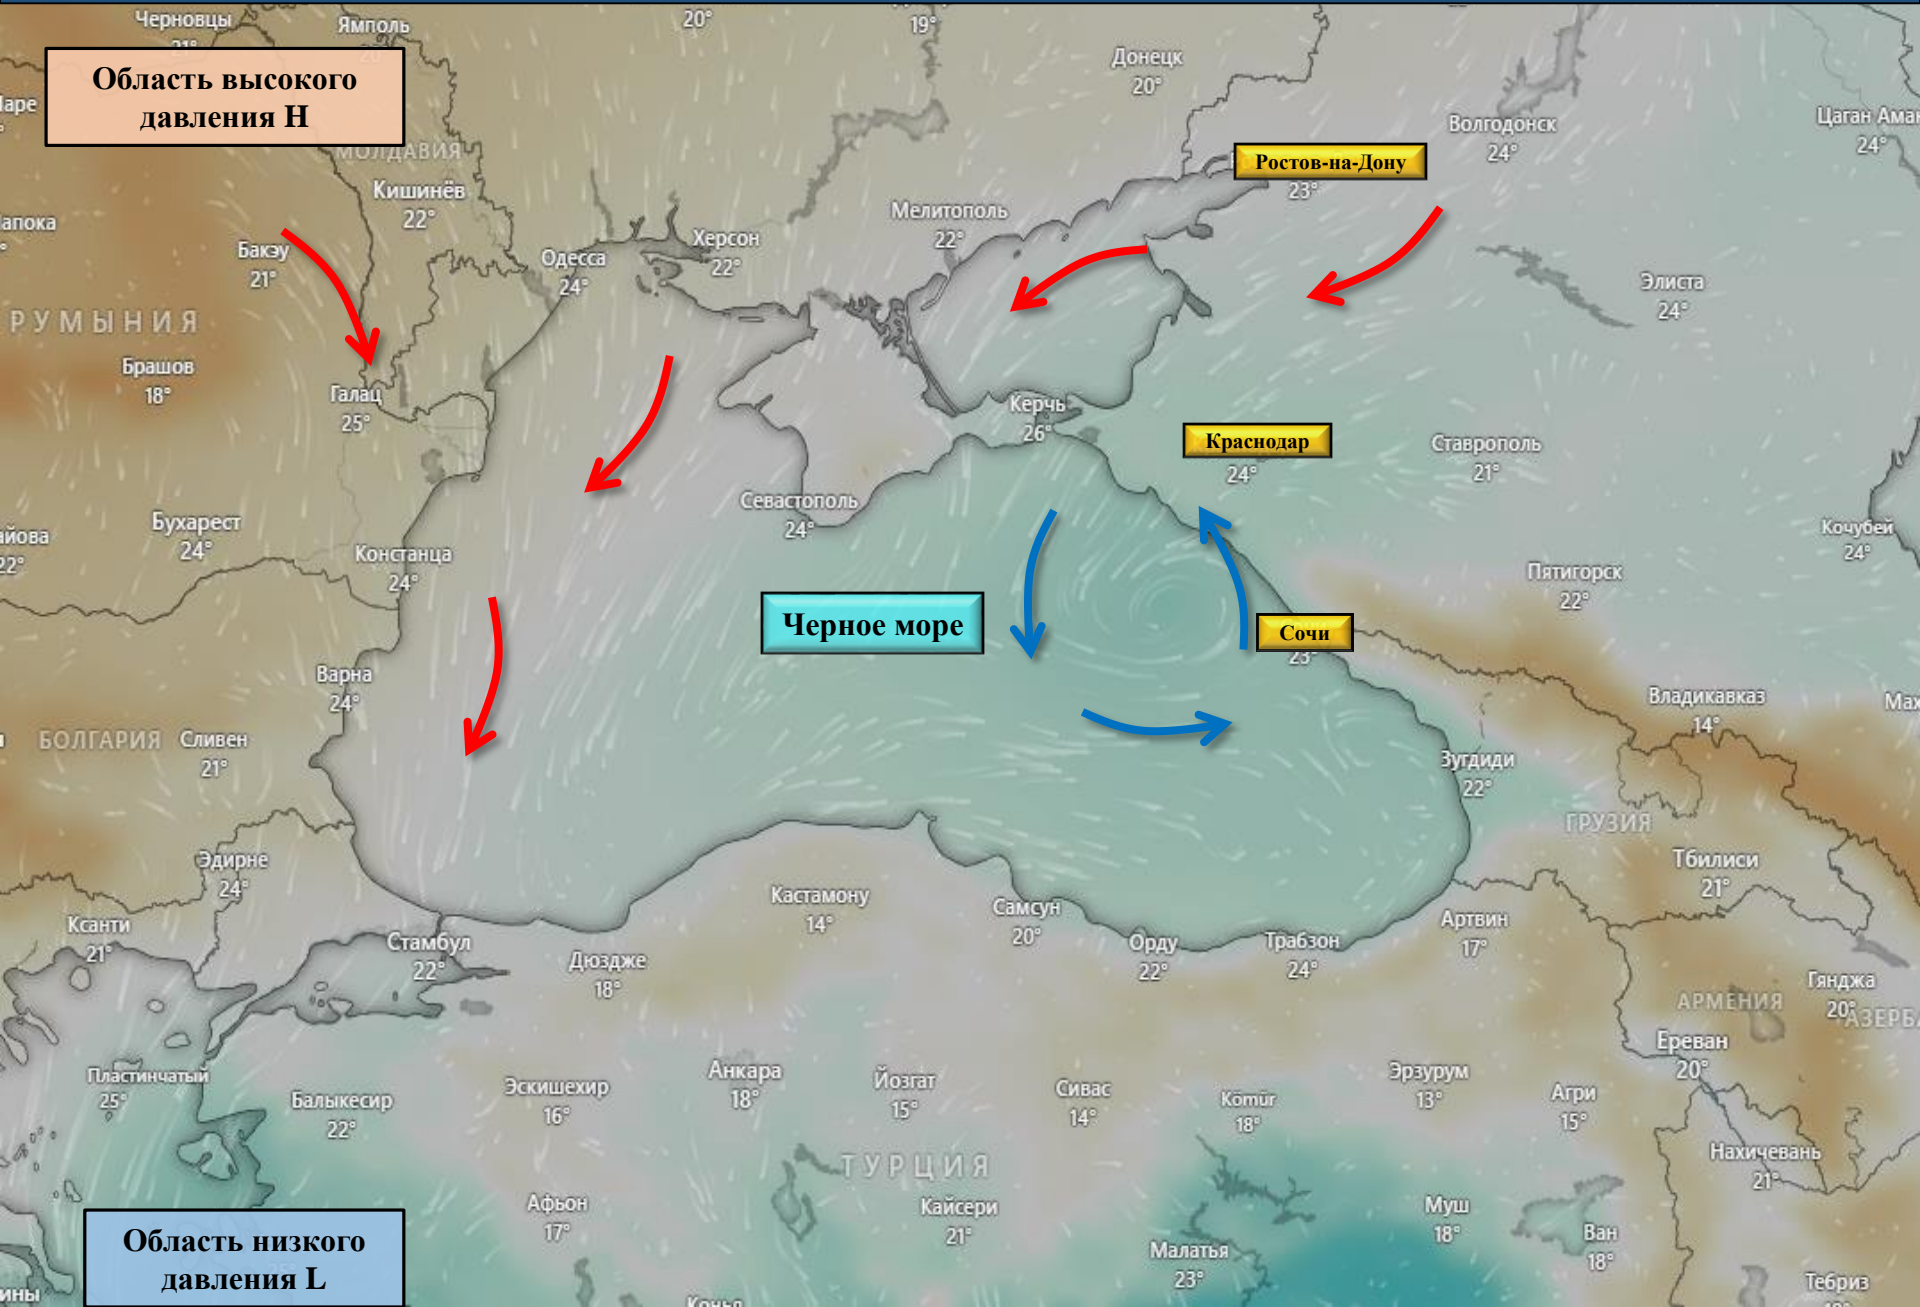 Черновцы
21°
Ямполь
20°
20°
19°
Область высокого
давления H
Донецк
20°
Волгодонск
24°
24°
МОЛДАВИЯ
Кишинёв
22°
Ростов-на-Дону
23°
Мелитополь
22°
Бакэу
21°
Одесса
24°
Херсон
22°
Элиста
24°
РУМЫНИЯ
Брашов
18°
Галац
25°
Керчь
26°
Краснодар
24°
Ставрополь
21°
Севастополь
24°
Бухарест
24°
22°
Констанца
24°
Кочубей
24°
Пятигорск
22°
Черное море
Сочи
23°
Варна
24°
Владикавказ
14°
БОЛГАРИЯ
Сливен
21°
Зугдиди
22°
ГРУЗИЯ
Эдирне
24°
Тбилиси
21°
Кастамону
14°
Самсун
20°
Артвин
17°
Ксанти
21°
Стамбул
22°
Дюздже
18°
Орду
22°
Трабзон
24°
Гянджа
20°
АРМЕНИЯ
Ереван
20°
Пластинчатый
25°
Балыкесир
22°
Эскишехир
16°
Анкара
18°
Йозгат
15°
Сивас
14°
Kömür
18°
Эрзурум
13°
Агри
15°
ТУРЦИЯ
Нахичевань
21°
Афьон
17°
Кайсери
21°
Муш
18°
Ван
18°
Область низкого
давления L
Малатья
23°
Тебриз